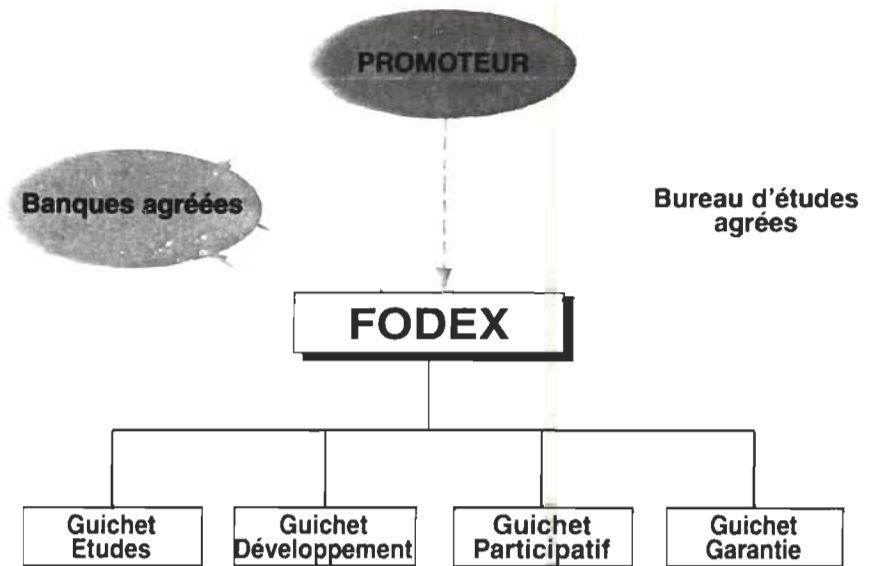 PROMOTEUR
Banques agréées
Bureau d'études
agrées
FODEX
Guichet
Etudes
Guichet
Développement
Guichet
Participatif
Guichet
Garantie